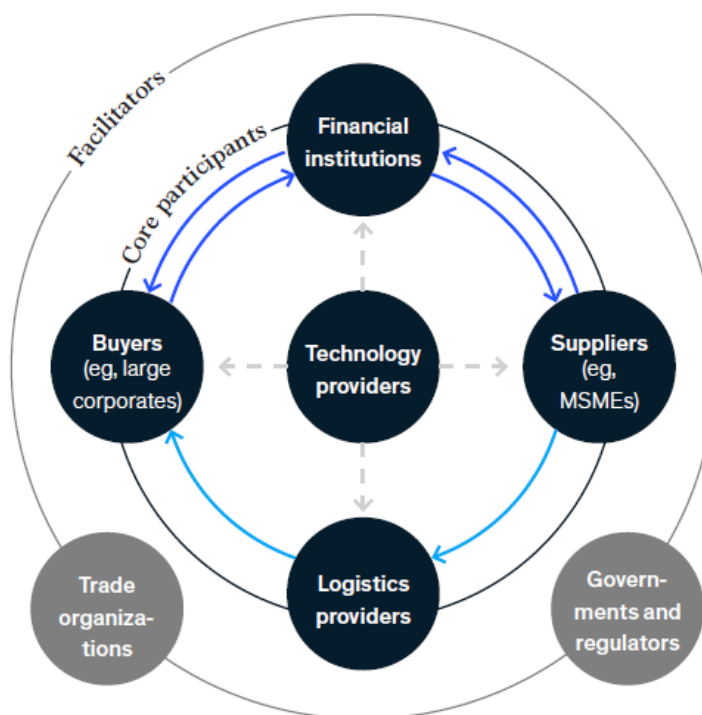 Facilitators
Core participants
Financial
institutions
Buyers
(eg, large
corporates)
Technology
providers
Suppliers
(eg,
MSMEs)
Logistics
providers
Trade
organiza-
tions
Govern-
ments and
regulators